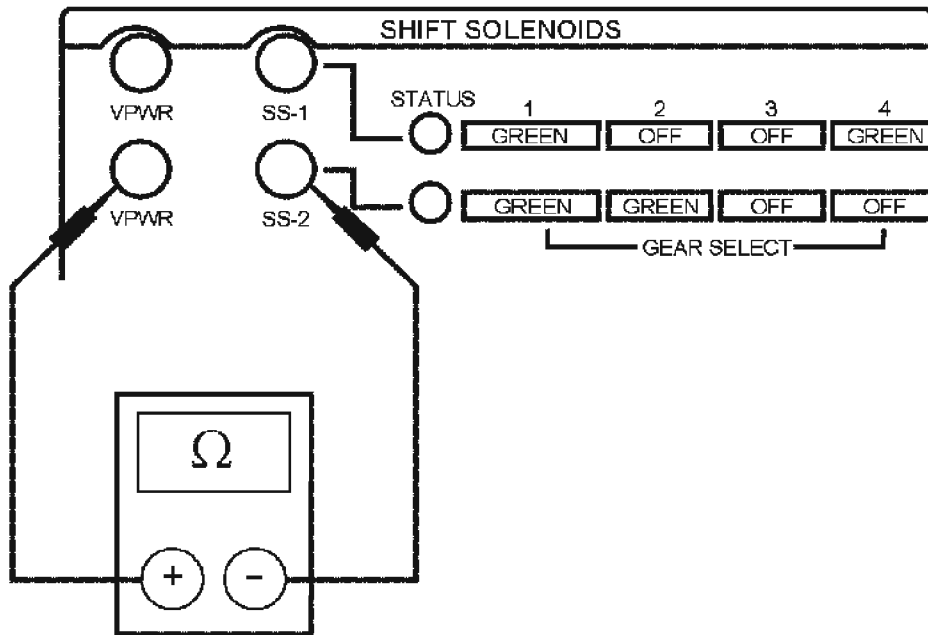 SHIFT SOLENOIDS
VPWR SS-1 STATUS 1 2 3 4
GREEN OFF OFF GREEN
VPWR SS-2 GREEN GREEN OFF OFF
GEAR SELECT
Ω
+ −